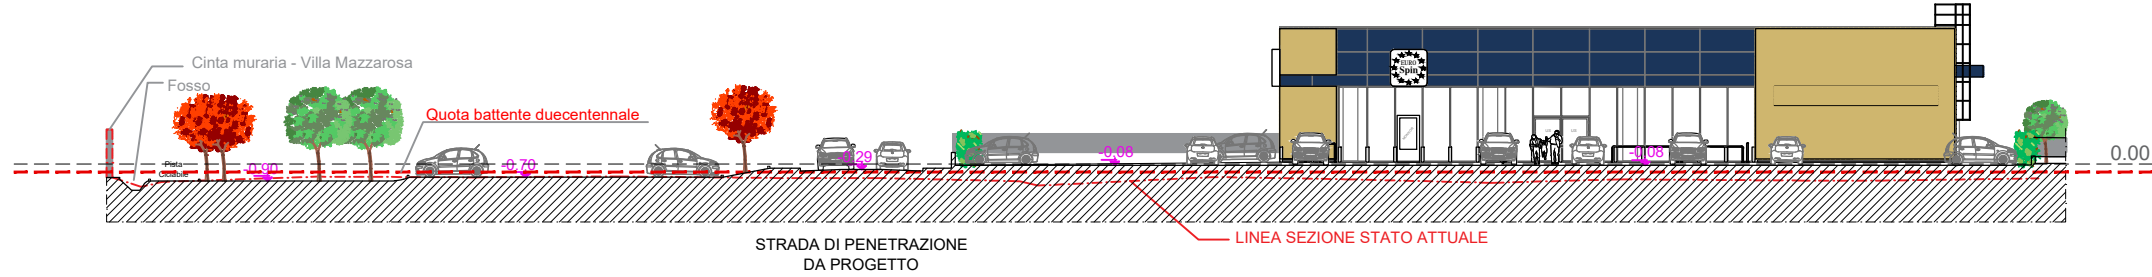 Cinta muraria - Villa Mazzarosa
Fosso
Quota battente duecentennale
Pista
Ciclabile
-0.90
-0.70
-0.29
-0.08
EURO
Spin
-0.08
0.00
STRADA DI PENETRAZIONE
DA PROGETTO
LINEA SEZIONE STATO ATTUALE